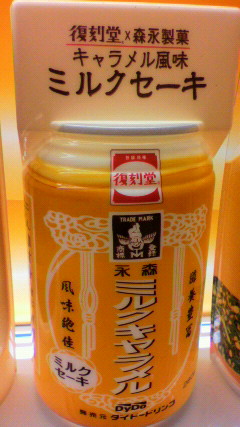 復刻堂×森永製菓
キャラメル風味
ミルクセーキ
復刻堂
TRADE MARK
永森
ミルクキャラメル
滋養豊富
風味絶佳
ミルク
セーキ
DyDo
販売元 ダイドードリンコ